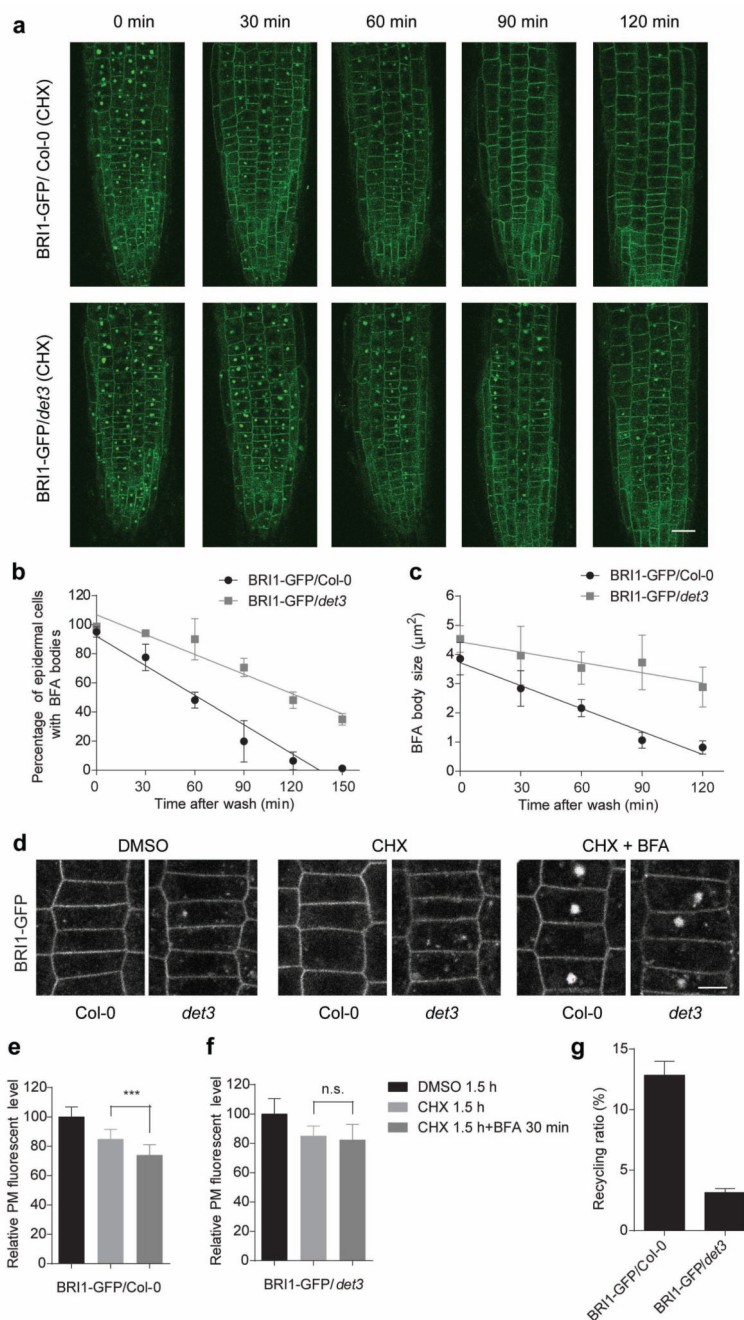 a
0 min 30 min 60 min 90 min 120 min
BRI1-GFP/ Col-0 (CHX)
BRI1-GFP/det3 (CHX)
b
BRI1-GFP/Col-0
BRI1-GFP/det3
Percentage of epidermal cells
with BFA bodies
120
100
80
60
40
20
0
0 30 60 90 120 150
Time after wash (min)
c
BRI1-GFP/Col-0
BRI1-GFP/det3
BFA body size (μm²)
6
5
4
3
2
1
0
0 30 60 90 120
Time after wash (min)
d
DMSO CHX CHX + BFA
BRI1-GFP
Col-0 det3 Col-0 det3 Col-0 det3
e
Relative PM fluorescent level
120
100
80
60
40
20
0
***
BRI1-GFP/Col-0
f
Relative PM fluorescent level
120
100
80
60
40
20
0
n.s.
BRI1-GFP/det3
DMSO 1.5 h
CHX 1.5 h
CHX 1.5 h+BFA 30 min
g
Recycling ratio (%)
15
10
5
0
BRI1-GFP/Col-0
BRI1-GFP/det3